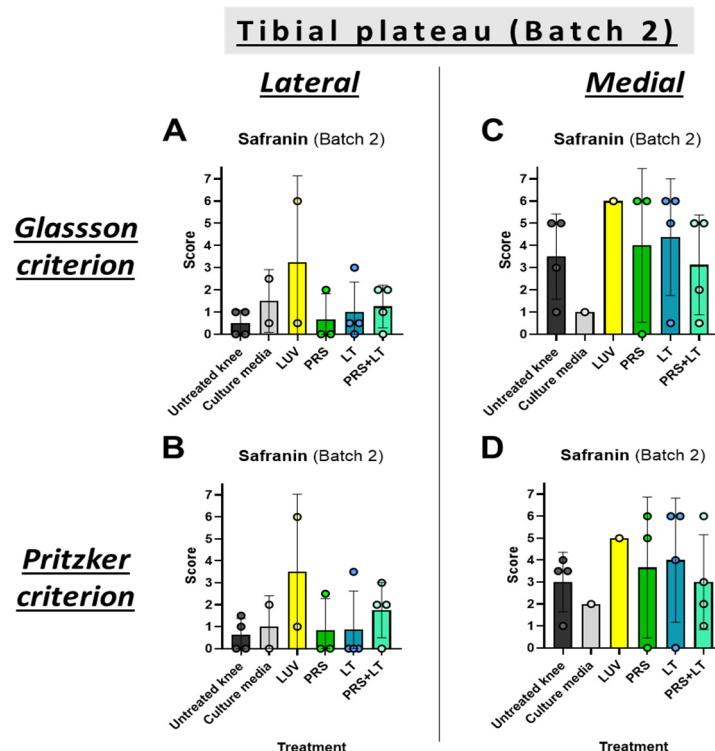 Tibial plateau (Batch 2)
Lateral
Medial
Glassson
criterion
Pritzker
criterion
A
Safranin (Batch 2)
Score
7
6
5
4
3
2
1
0
Untreated knee
Culture media
LUV
PRS
LT
PRS+LT
C
Safranin (Batch 2)
Score
7
6
5
4
3
2
1
0
Untreated knee
Culture media
LUV
PRS
LT
PRS+LT
B
Safranin (Batch 2)
Score
7
6
5
4
3
2
1
0
Untreated knee
Culture media
LUV
PRS
LT
PRS+LT
Treatment
D
Safranin (Batch 2)
Score
7
6
5
4
3
2
1
0
Untreated knee
Culture media
LUV
PRS
LT
PRS+LT
Treatment